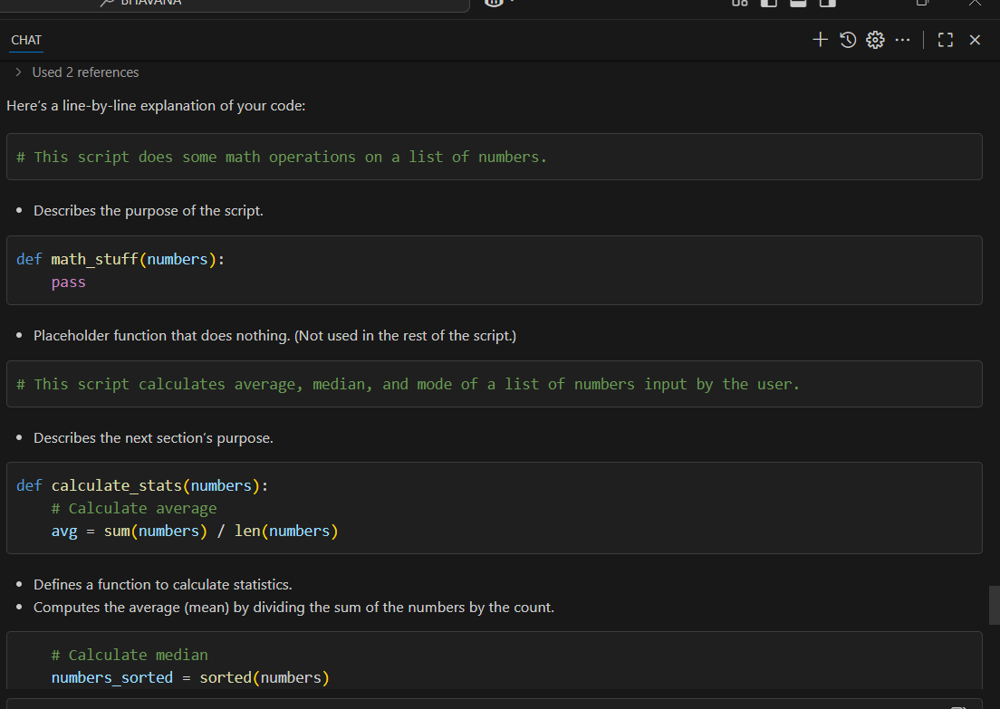 BHAVANA
CHAT
Used 2 references
Here's a line-by-line explanation of your code:
# This script does some math operations on a list of numbers.
• Describes the purpose of the script.
def math_stuff(numbers):
    pass
• Placeholder function that does nothing. (Not used in the rest of the script.)
# This script calculates average, median, and mode of a list of numbers input by the user.
• Describes the next section's purpose.
def calculate_stats(numbers):
    # Calculate average
    avg = sum(numbers) / len(numbers)
• Defines a function to calculate statistics.
• Computes the average (mean) by dividing the sum of the numbers by the count.
    # Calculate median
    numbers_sorted = sorted(numbers)